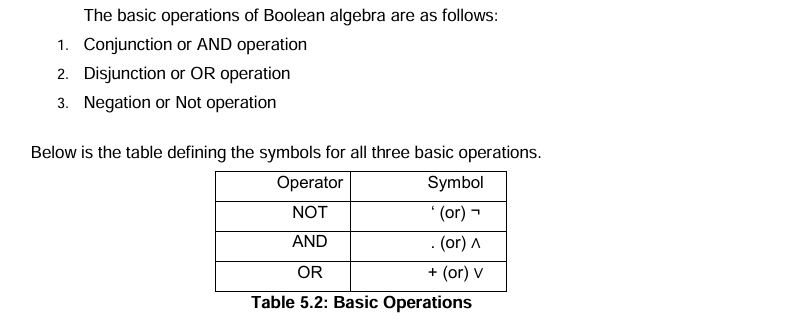 The basic operations of Boolean algebra are as follows:
1. Conjunction or AND operation
2. Disjunction or OR operation
3. Negation or Not operation
Below is the table defining the symbols for all three basic operations.
Operator Symbol
NOT ‘ (or) ¬
AND . (or) ∧
OR + (or) ∨
Table 5.2: Basic Operations